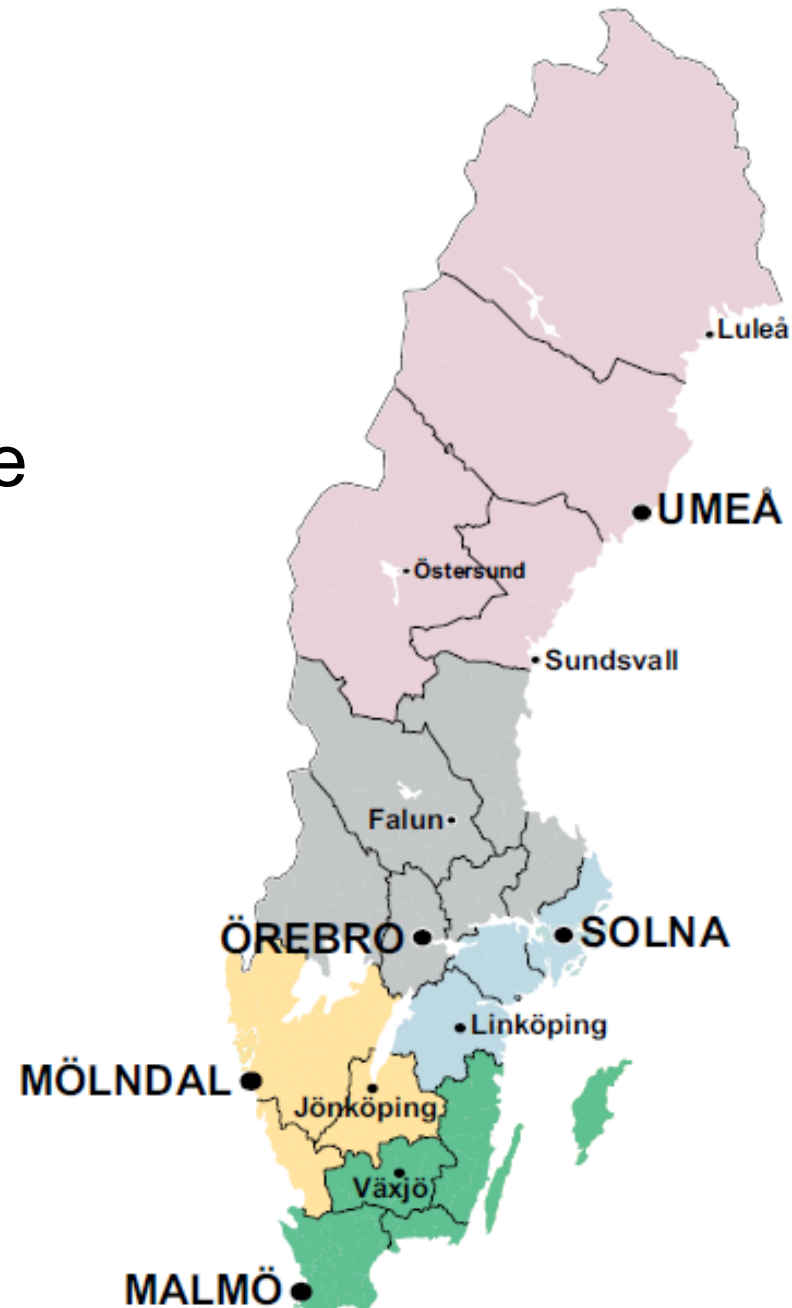 Luleå
e
UMEÅ
Östersund
Sundsvall
Falun
ÖREBRO
SOLNA
Linköping
MÖLNDAL
Jönköping
Växjö
MALMÖ